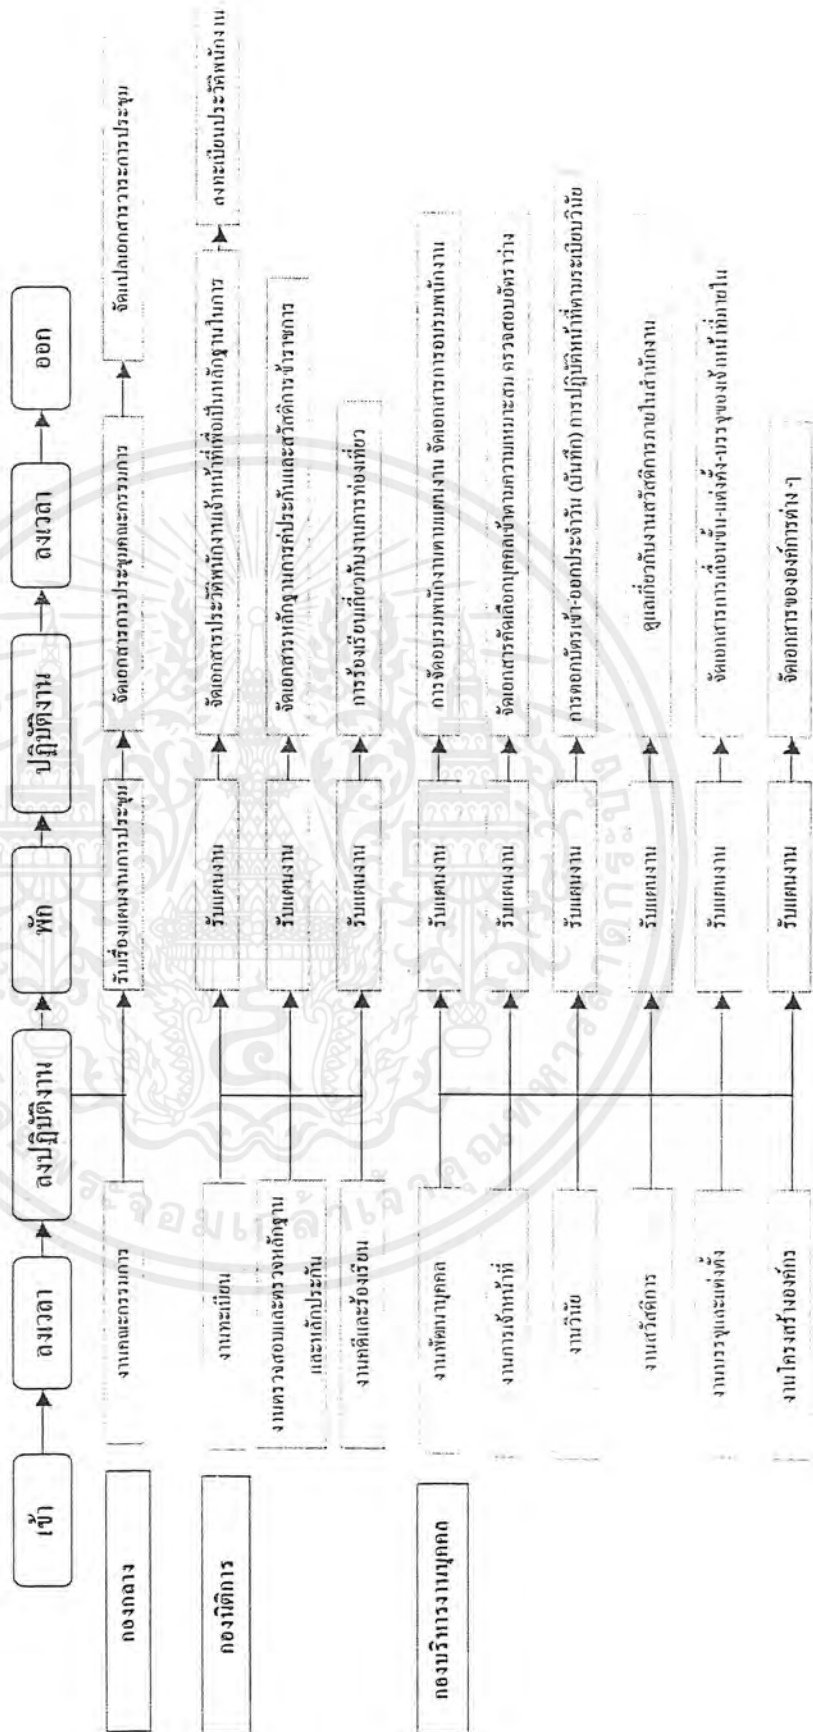 เข้า
ลงเวลา
ลงปฏิบัติงาน
พัก
ปฏิบัติงาน
ลงเวลา
ออก
กองกลาง
งานคณะกรรมการ
รับเรื่องแผนงานการประชุม
จัดเอกสารการประชุมคณะกรรมการ
จัดแปลเอกสารวาระการประชุม
กองนิติการ
งานทะเบียน
รับแผนงาน
จัดเอกสารประวัติพนักงานเจ้าหน้าที่เพื่อเป็นหลักฐานในการ
ลงทะเบียนประวัติพนักงาน
งานตรวจสอบและตรวจหลักฐาน
และหลักประกัน
รับแผนงาน
จัดเอกสารหลักฐานการค้ำประกันและสวัสดิการข้าราชการ
งานคดีและร้องเรียน
รับแผนงาน
การร้องเรียนเกี่ยวกับงานการท่องเที่ยว
กองบริหารงานบุคคล
งานพัฒนาบุคคล
รับแผนงาน
การจัดอบรมพนักงานตามแผนงาน จัดเอกสารการอบรมพนักงาน
งานการเจ้าหน้าที่
รับแผนงาน
จัดเอกสารคัดเลือกบุคคลเข้าตามความเหมาะสม ตรวจสอบอัตราว่าง
งานวินัย
รับแผนงาน
การตอกบัตรเข้า-ออกประจำวัน (บันทึก) การปฏิบัติหน้าที่ตามระเบียบวินัย
งานสวัสดิการ
รับแผนงาน
ดูแลเกี่ยวกับงานสวัสดิการภายในสำนักงาน
งานบรรจุและแต่งตั้ง
รับแผนงาน
จัดเอกสารการเลื่อนขั้น-แต่งตั้ง-บรรจุของเจ้าหน้าที่ภายใน
งานโครงสร้างองค์กร
รับแผนงาน
จัดเอกสารขององค์การต่าง ๆ